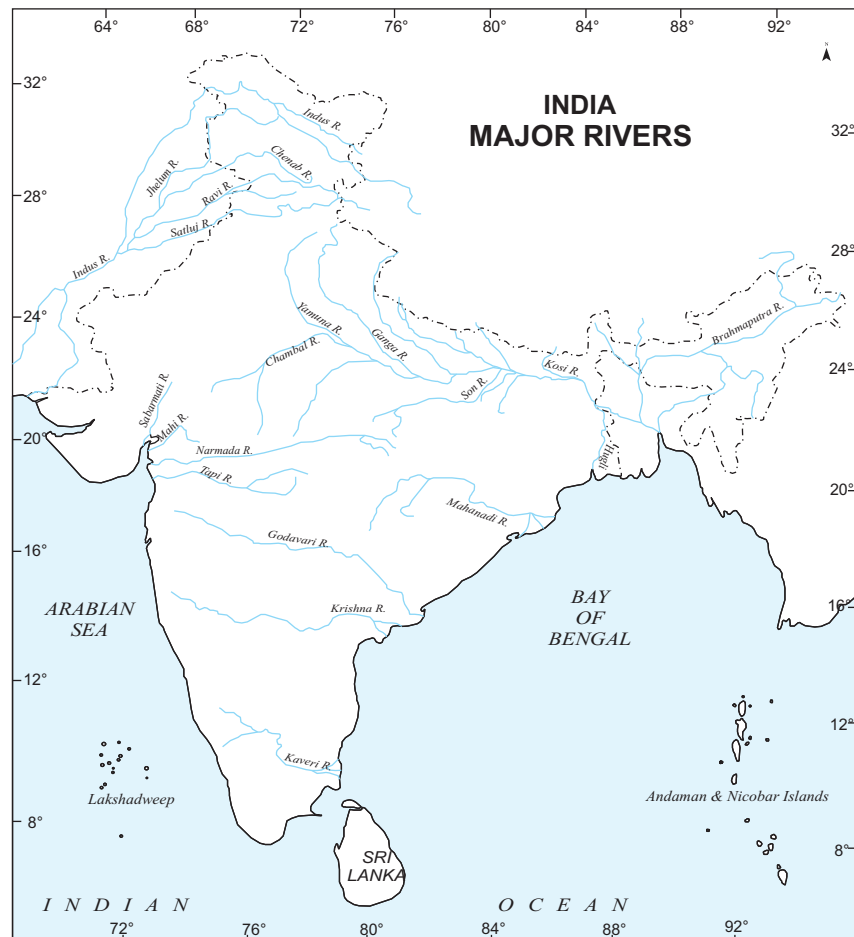 64° 68° 72° 76° 80° 84° 88° 92°
N
INDIA
MAJOR RIVERS
32°
32°
Indus R.
Chenab R.
Jhelum R.
Ravi R.
28°
Satluj R.
28°
Indus R.
24°
Yamuna R.
Brahmaputra R.
Ganga R.
Chambal R.
Kosi R.
24°
Son R.
Sabarmati R.
Mahi R.
20°
Narmada R.
Hugli
Tapi R.
20°
Mahanadi R.
Godavari R.
16°
ARABIAN
SEA
Krishna R.
BAY
OF
BENGAL
16°
12°
12°
Kaveri R.
Lakshadweep
Andaman & Nicobar Islands
8°
8°
SRI
LANKA
INDIAN OCEAN
72° 76° 80° 84° 88° 92°